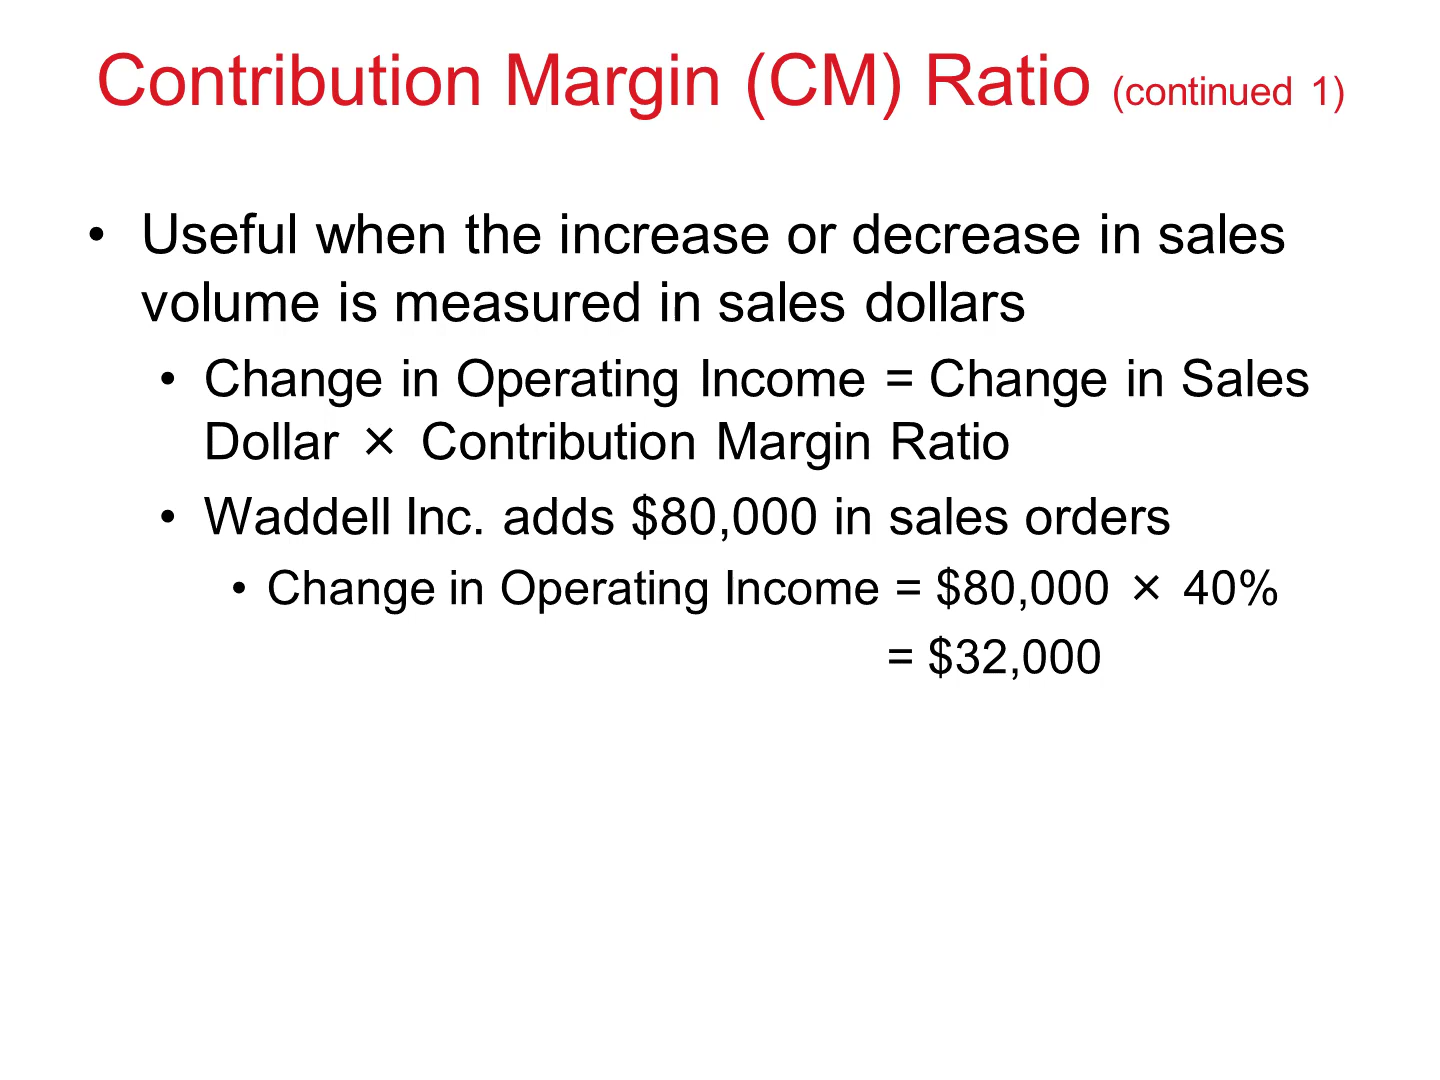 Contribution Margin (CM) Ratio (continued 1)
• Useful when the increase or decrease in sales
volume is measured in sales dollars
• Change in Operating Income = Change in Sales
Dollar × Contribution Margin Ratio
• Waddell Inc. adds $80,000 in sales orders
• Change in Operating Income = $80,000 × 40%
= $32,000